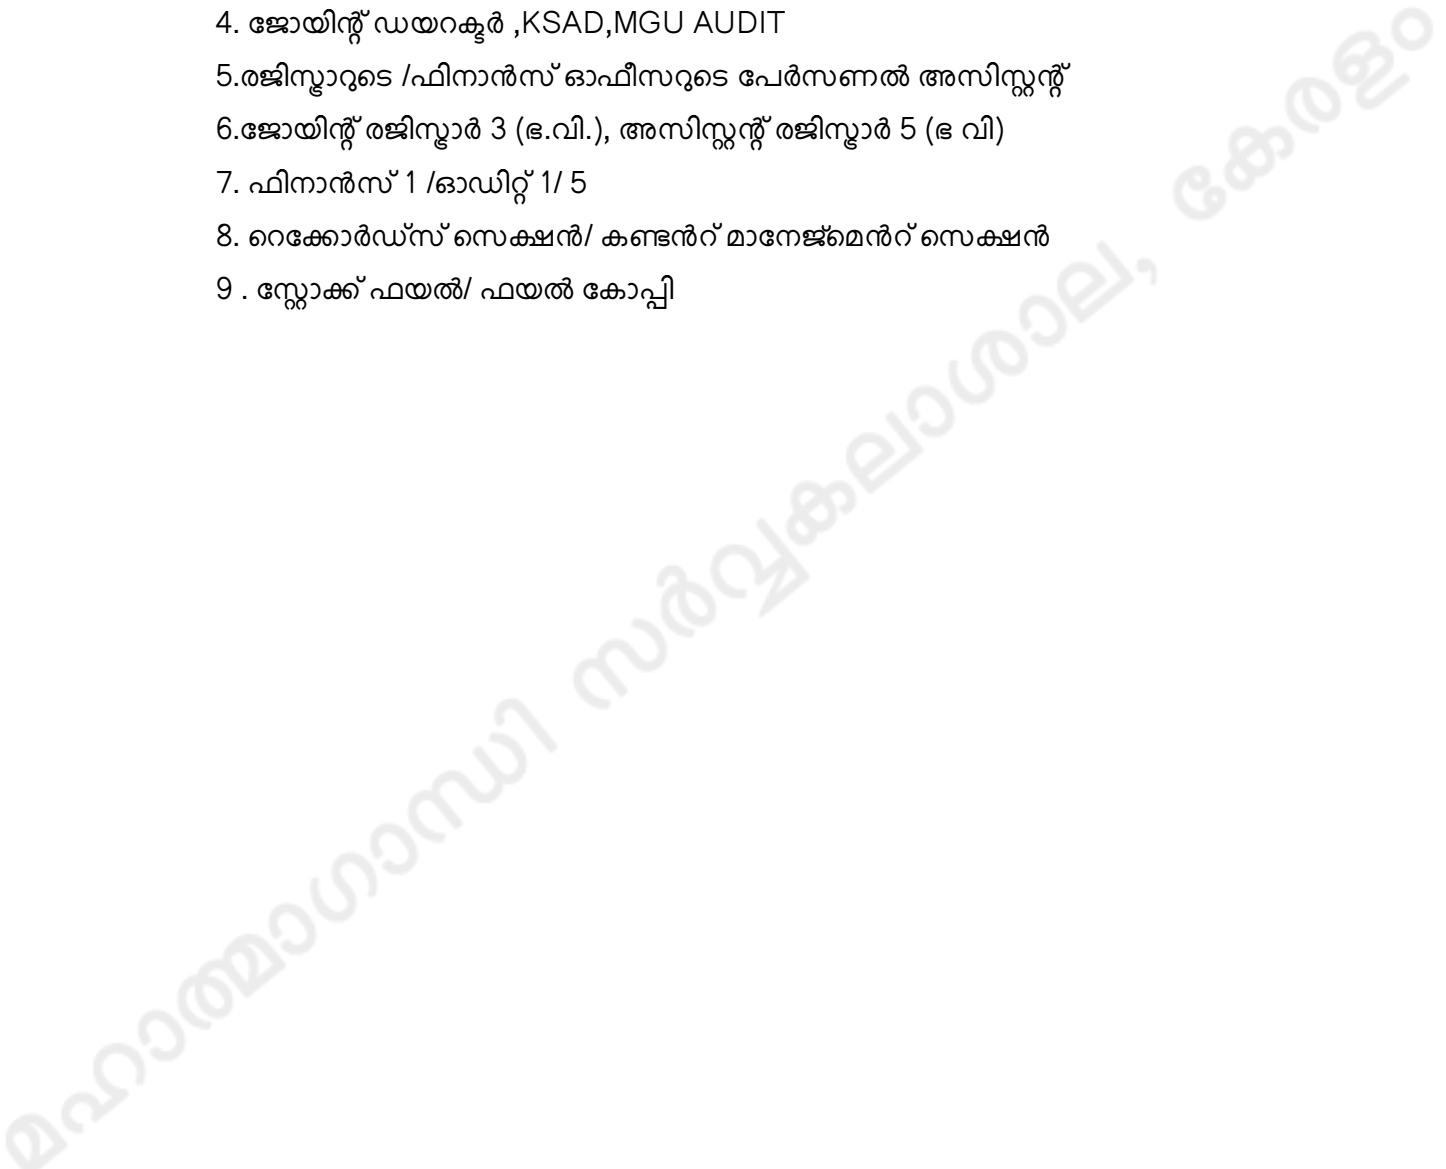 4. ജോയിന്റ് ഡയറക്ടർ ,KSAD,MGU AUDIT
5.രജിസ്ട്രാറുടെ /ഫിനാൻസ് ഓഫീസറുടെ പേർസണൽ അസിസ്റ്റന്റ്
6.ജോയിന്റ് രജിസ്ട്രാർ 3 (ഭ.വി.), അസിസ്റ്റന്റ് രജിസ്ട്രാർ 5 (ഭ വി)
7. ഫിനാൻസ് 1 /ഓഡിറ്റ് 1/ 5
8. റെക്കോർഡ്സ് സെക്ഷൻ/ കണ്ടൻറ് മാനേജ്മെൻറ് സെക്ഷൻ
9 . സ്റ്റോക്ക് ഫയൽ/ ഫയൽ കോപ്പി
മഹാത്മാഗാന്ധി സർവ്വകലാശാല, കേരളം